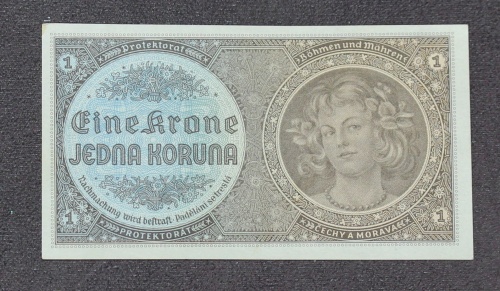 Protektorat
Böhmen und Mähren
1
1
Eine Krone
JEDNA KORUNA
Nachmachung wird bestraft. Padělání se trestá
1
1
PROTEKTORÁT
ČECHY A MORAVA